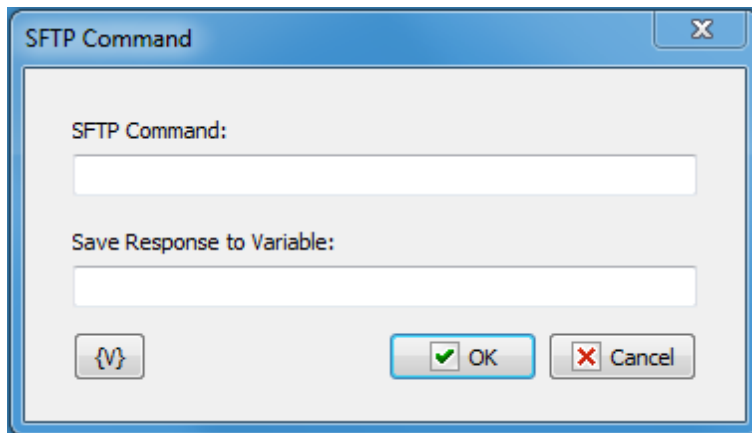 SFTP Command
SFTP Command:
Save Response to Variable:
{V} OK Cancel